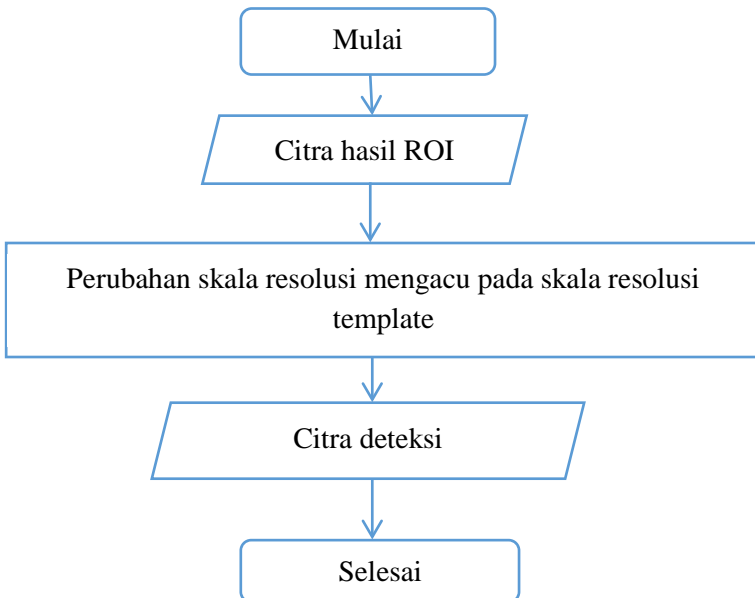 Mulai
Citra hasil ROI
Perubahan skala resolusi mengacu pada skala resolusi
template
Citra deteksi
Selesai